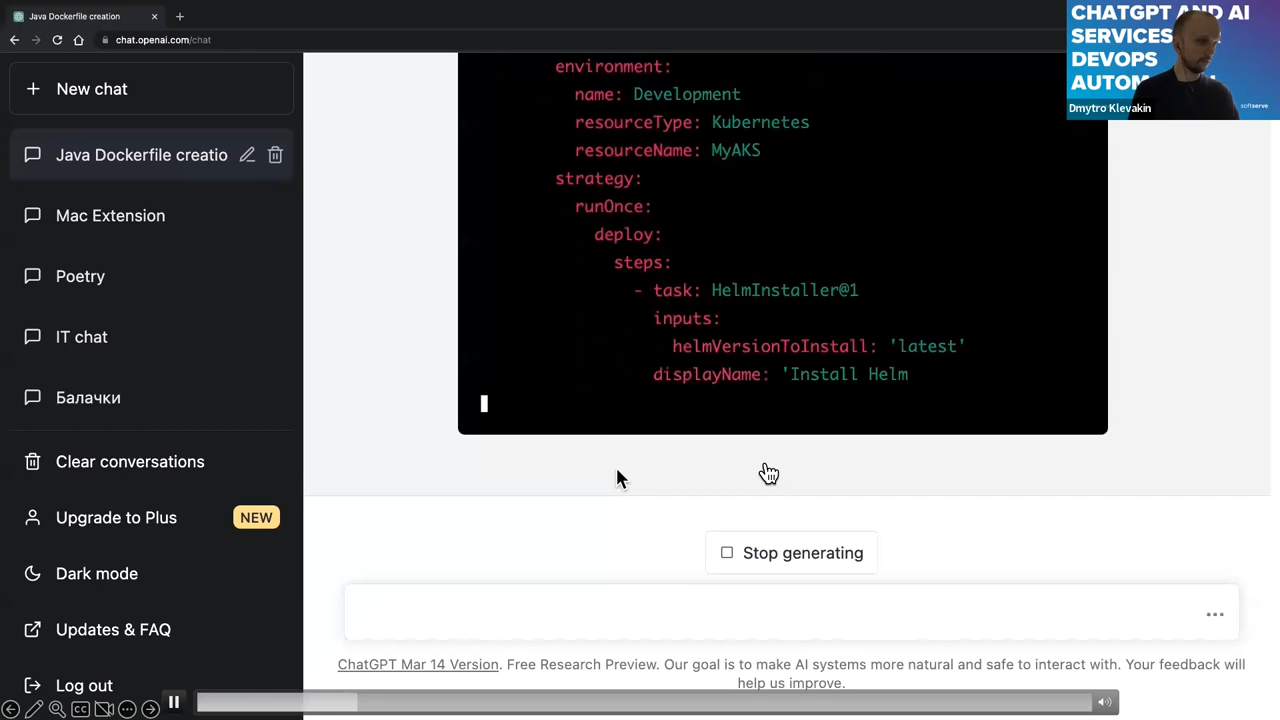 Java Dockerfile creation
chat.openai.com/chat
New chat
Java Dockerfile creatio
Mac Extension
Poetry
IT chat
Балачки
Clear conversations
Upgrade to Plus
NEW
Dark mode
Updates & FAQ
Log out
environment:
name: Development
resourceType: Kubernetes
resourceName: MyAKS
strategy:
runOnce:
deploy:
steps:
- task: HelmInstaller@1
inputs:
helmVersionToInstall: 'latest'
displayName: 'Install Helm
Stop generating
ChatGPT Mar 14 Version. Free Research Preview. Our goal is to make AI systems more natural and safe to interact with. Your feedback will
help us improve.
CHATGPT AND AI
SERVICES
DEVOPS
AUTOM
Dmytro Klevakin
softserve
CC